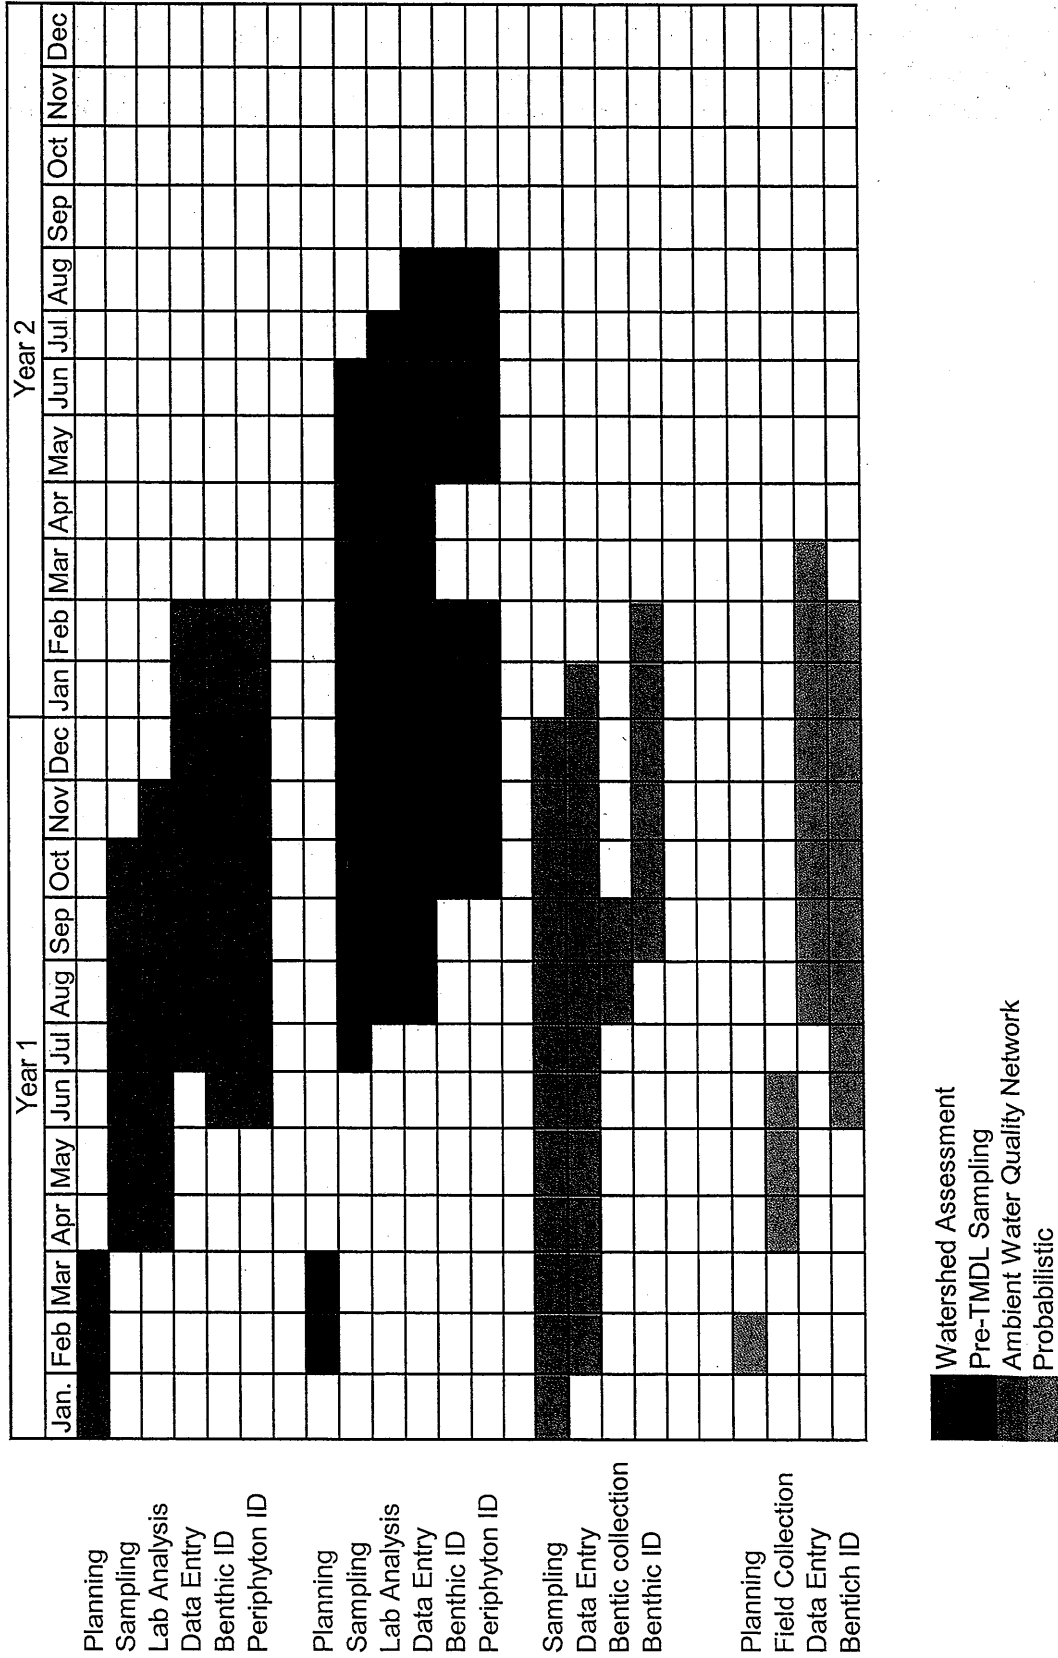 Year 1
Year 2
Jan. Feb Mar Apr May Jun Jul Aug Sep Oct Nov Dec Jan Feb Mar Apr May Jun Jul Aug Sep Oct Nov Dec
Planning
Sampling
Lab Analysis
Data Entry
Benthic ID
Periphyton ID
Planning
Sampling
Lab Analysis
Data Entry
Benthic ID
Periphyton ID
Sampling
Data Entry
Bentic collection
Benthic ID
Planning
Field Collection
Data Entry
Bentich ID
Watershed Assessment
Pre-TMDL Sampling
Ambient Water Quality Network
Probabilistic